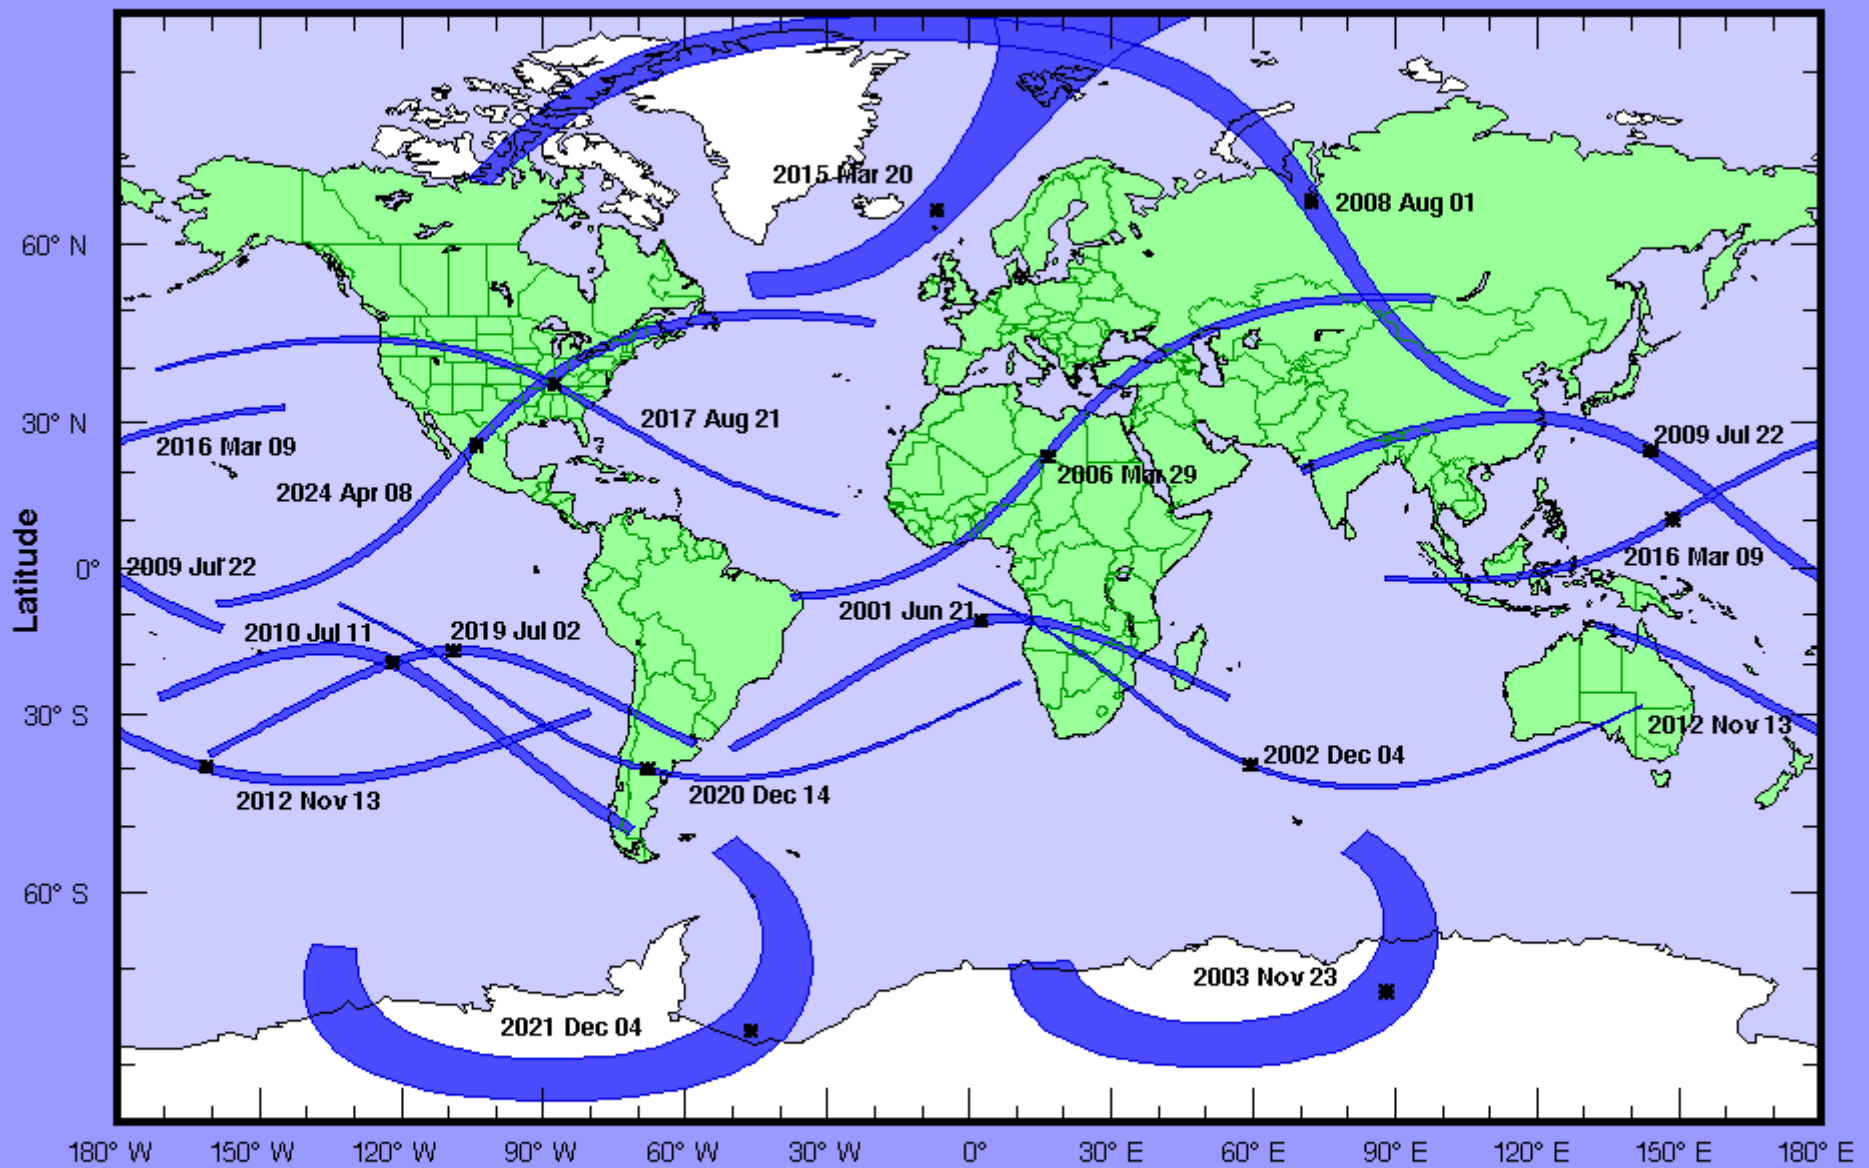 2015 Mar 20
2008 Aug 01
60° N
30° N
2017 Aug 21
2009 Jul 22
2016 Mar 09
2006 Mar 29
2024 Apr 08
Latitude
2016 Mar 09
0°
2009 Jul 22
2001 Jun 21
2010 Jul 11
2019 Jul 02
30° S
2012 Nov 13
2002 Dec 04
2020 Dec 14
2012 Nov 13
60° S
2003 Nov 23
2021 Dec 04
180° W
150° W
120° W
90° W
60° W
30° W
0°
30° E
60° E
90° E
120° E
150° E
180° E